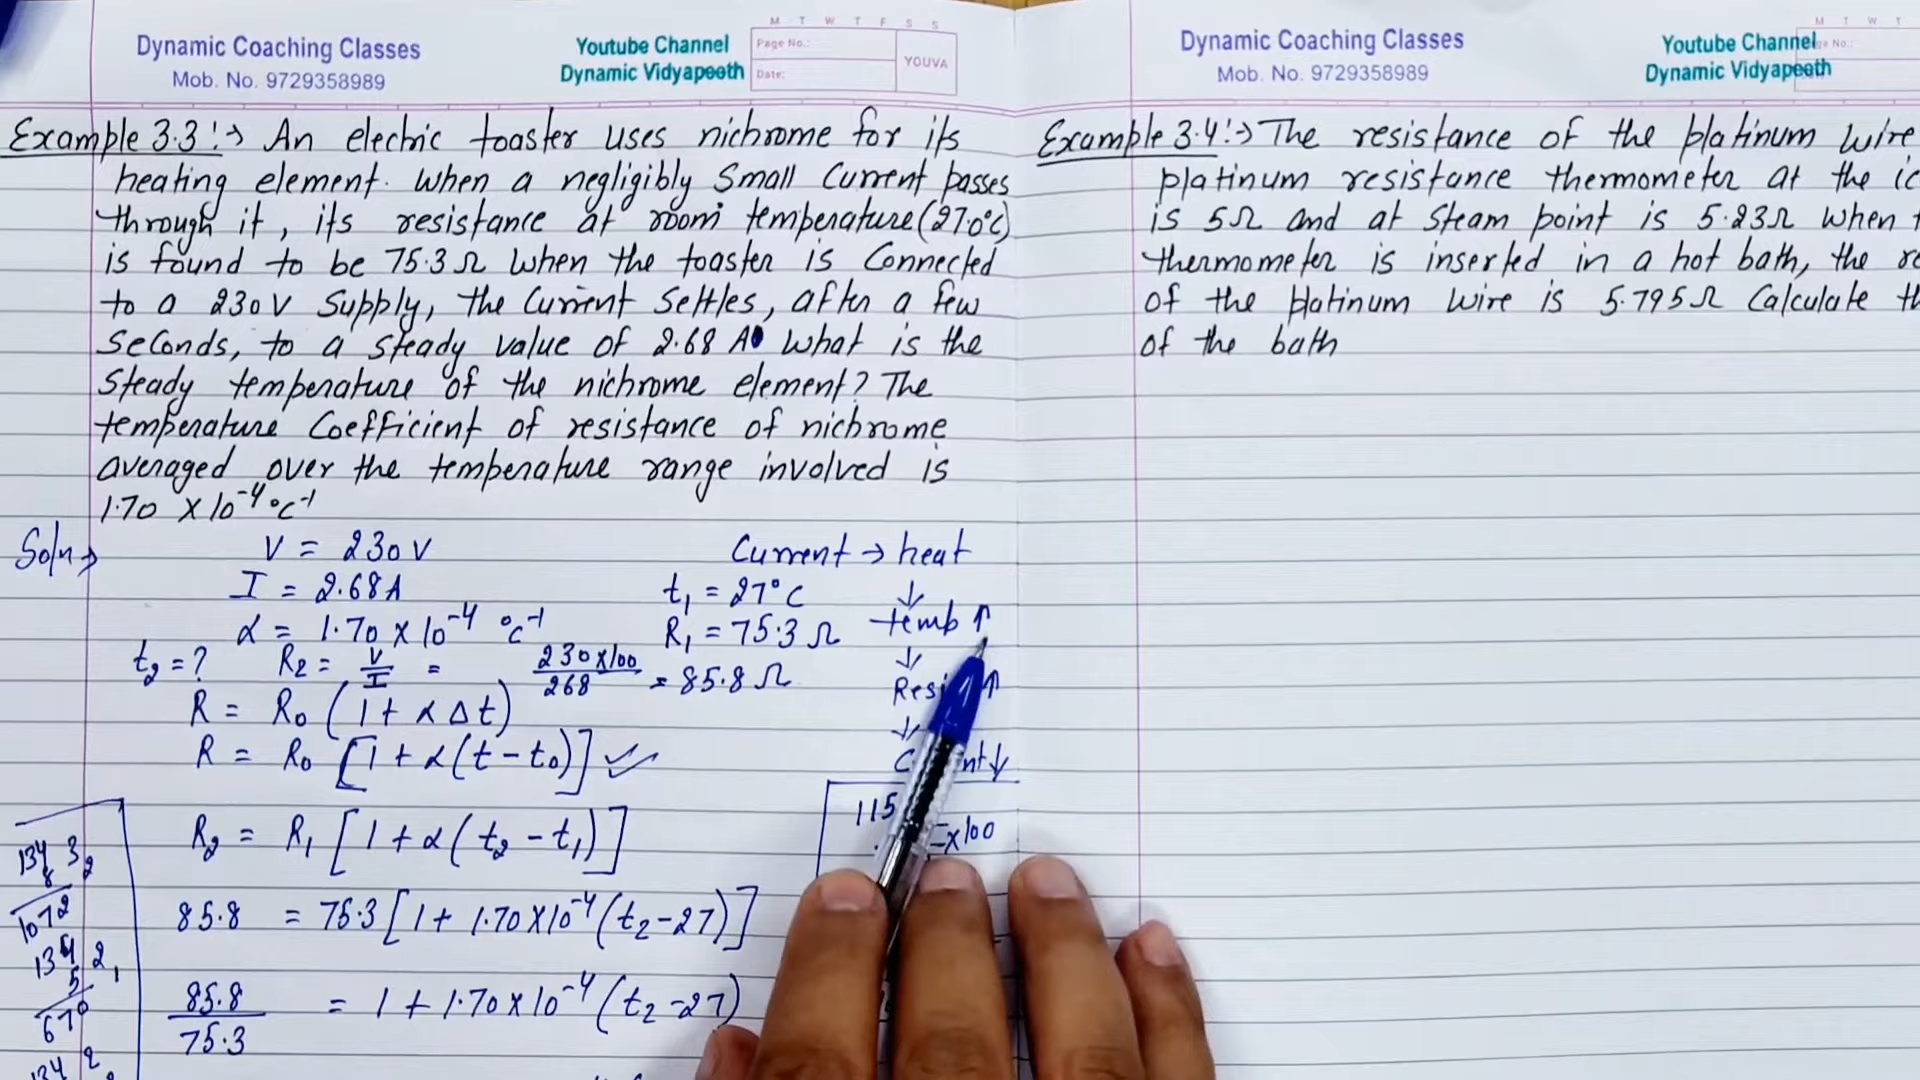 Dynamic Coaching Classes
Mob. No. 9729358989
Youtube Channel
Dynamic Vidyapeeth
M T W T F S S
Page No.:
Date:
YOUVA
Example 3.3 :→ An electric toaster uses nichrome for its
heating element. When a negligibly small current passes
through it, its resistance at room temperature (27.0°C)
is found to be 75.3 Ω when the toaster is connected
to a 230 V supply, the current settles, after a few
seconds, to a steady value of 2.68 A. What is the
steady temperature of the nichrome element? The
temperature coefficient of resistance of nichrome
averaged over the temperature range involved is
1.70 × 10⁻⁴ °C⁻¹
Soln →
V = 230 V
I = 2.68 A
α = 1.70 × 10⁻⁴ °C⁻¹
t₂ = ? R₂ = V/I = 230×100/268 = 85.8 Ω
R = R₀ (1 + α Δt)
R = R₀ [1 + α (t - t₀)]
R₂ = R₁ [1 + α (t₂ - t₁)]
85.8 = 75.3 [1 + 1.70 × 10⁻⁴ (t₂ - 27)]
85.8/75.3 = 1 + 1.70 × 10⁻⁴ (t₂ - 27)
t₁ = 27°C
R₁ = 75.3 Ω
Current → heat
↓
temp ↑
↓
↑
↓
↓
115
×100
134
8
1072
134
5
670
134
Dynamic Coaching Classes
Mob. No. 9729358989
Youtube Channel
Dynamic Vidyapeeth
M T W
No.:
Example 3.4 :→ The resistance of the platinum wire
platinum resistance thermometer at the
is 5Ω and at steam point is 5.23Ω when
thermometer is inserted in a hot bath, the
of the platinum wire is 5.795Ω Calculate
of the bath